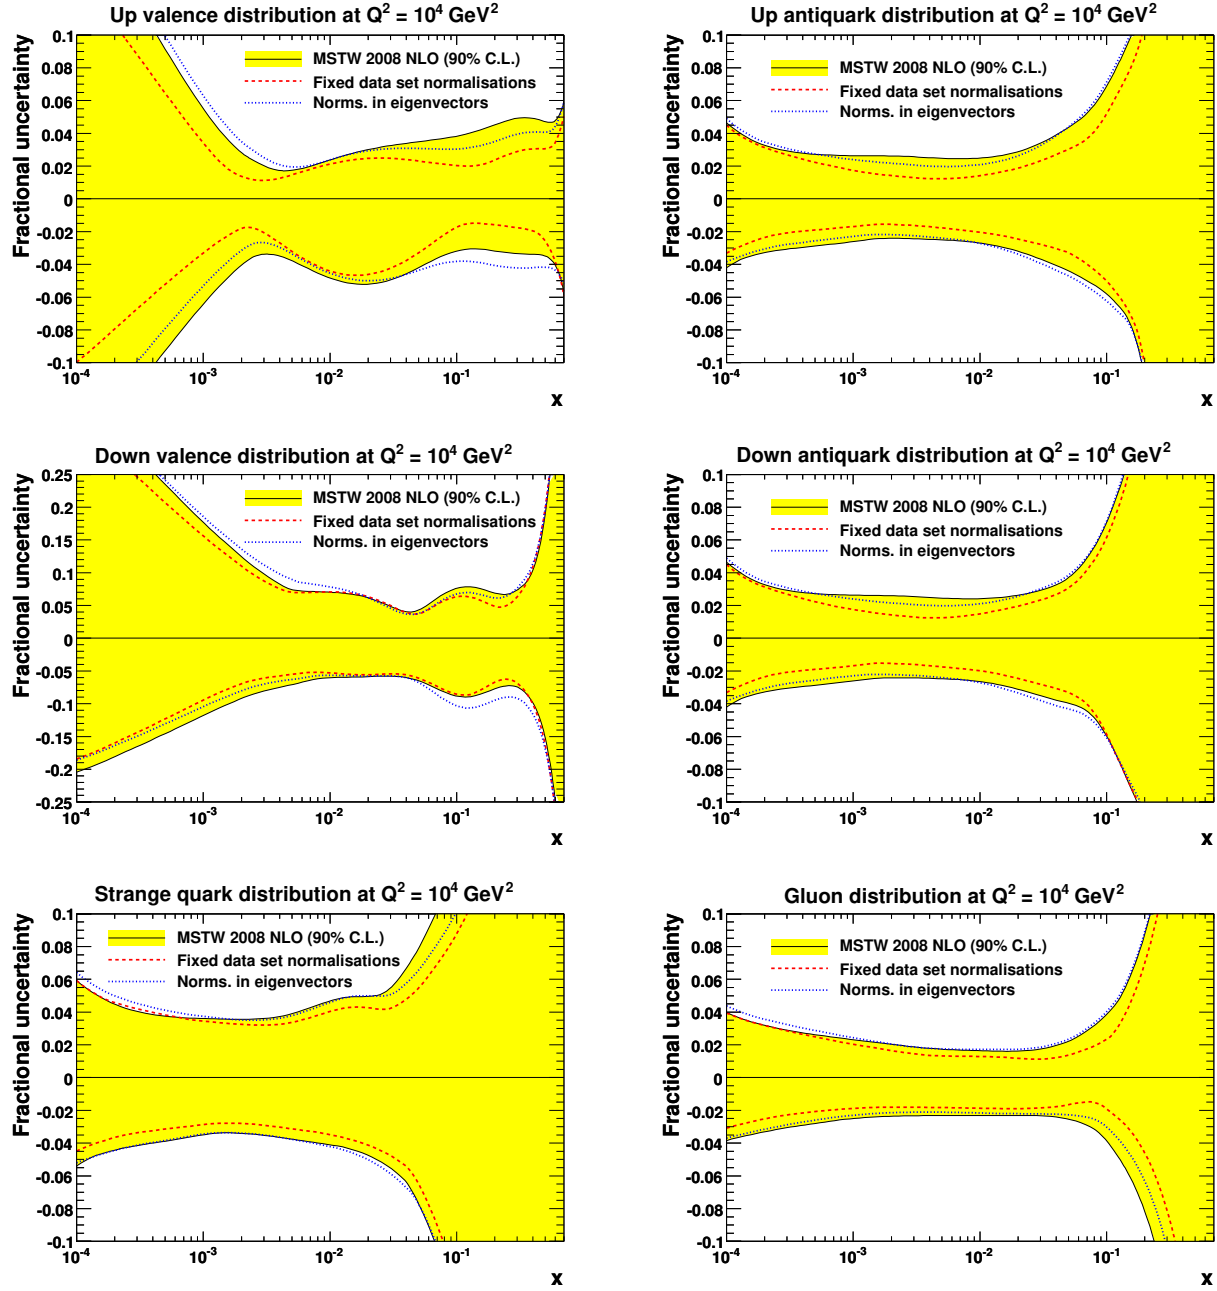 Up valence distribution at Q² = 10⁴ GeV²
Fractional uncertainty
0.1
0.08
0.06
0.04
0.02
0
-0.02
-0.04
-0.06
-0.08
-0.1
MSTW 2008 NLO (90% C.L.)
Fixed data set normalisations
Norms. in eigenvectors
10⁻⁴ 10⁻³ 10⁻² 10⁻¹
x
Up antiquark distribution at Q² = 10⁴ GeV²
Fractional uncertainty
0.1
0.08
0.06
0.04
0.02
0
-0.02
-0.04
-0.06
-0.08
-0.1
MSTW 2008 NLO (90% C.L.)
Fixed data set normalisations
Norms. in eigenvectors
10⁻⁴ 10⁻³ 10⁻² 10⁻¹
x
Down valence distribution at Q² = 10⁴ GeV²
Fractional uncertainty
0.25
0.2
0.15
0.1
0.05
0
-0.05
-0.1
-0.15
-0.2
-0.25
MSTW 2008 NLO (90% C.L.)
Fixed data set normalisations
Norms. in eigenvectors
10⁻⁴ 10⁻³ 10⁻² 10⁻¹
x
Down antiquark distribution at Q² = 10⁴ GeV²
Fractional uncertainty
0.1
0.08
0.06
0.04
0.02
0
-0.02
-0.04
-0.06
-0.08
-0.1
MSTW 2008 NLO (90% C.L.)
Fixed data set normalisations
Norms. in eigenvectors
10⁻⁴ 10⁻³ 10⁻² 10⁻¹
x
Strange quark distribution at Q² = 10⁴ GeV²
Fractional uncertainty
0.1
0.08
0.06
0.04
0.02
0
-0.02
-0.04
-0.06
-0.08
-0.1
MSTW 2008 NLO (90% C.L.)
Fixed data set normalisations
Norms. in eigenvectors
10⁻⁴ 10⁻³ 10⁻² 10⁻¹
x
Gluon distribution at Q² = 10⁴ GeV²
Fractional uncertainty
0.1
0.08
0.06
0.04
0.02
0
-0.02
-0.04
-0.06
-0.08
-0.1
MSTW 2008 NLO (90% C.L.)
Fixed data set normalisations
Norms. in eigenvectors
10⁻⁴ 10⁻³ 10⁻² 10⁻¹
x